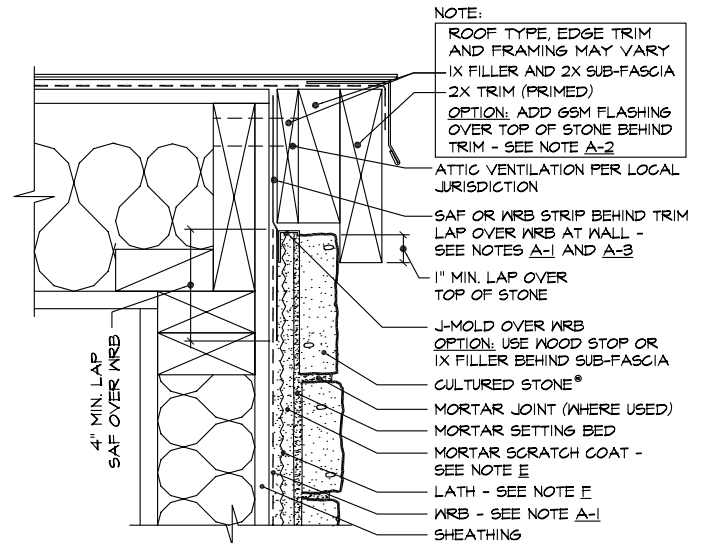 NOTE:
ROOF TYPE, EDGE TRIM
AND FRAMING MAY VARY
1X FILLER AND 2X SUB-FASCIA
2X TRIM (PRIMED)
OPTION: ADD GSM FLASHING
OVER TOP OF STONE BEHIND
TRIM - SEE NOTE A-2
ATTIC VENTILATION PER LOCAL
JURISDICTION
SAF OR WRB STRIP BEHIND TRIM
LAP OVER WRB AT WALL -
SEE NOTES A-1 AND A-3
1" MIN. LAP OVER
TOP OF STONE
J-MOLD OVER WRB
OPTION: USE WOOD STOP OR
1X FILLER BEHIND SUB-FASCIA
CULTURED STONE®
MORTAR JOINT (WHERE USED)
MORTAR SETTING BED
MORTAR SCRATCH COAT -
SEE NOTE E
LATH - SEE NOTE F
WRB - SEE NOTE A-1
SHEATHING
4" MIN. LAP
SAF OVER WRB